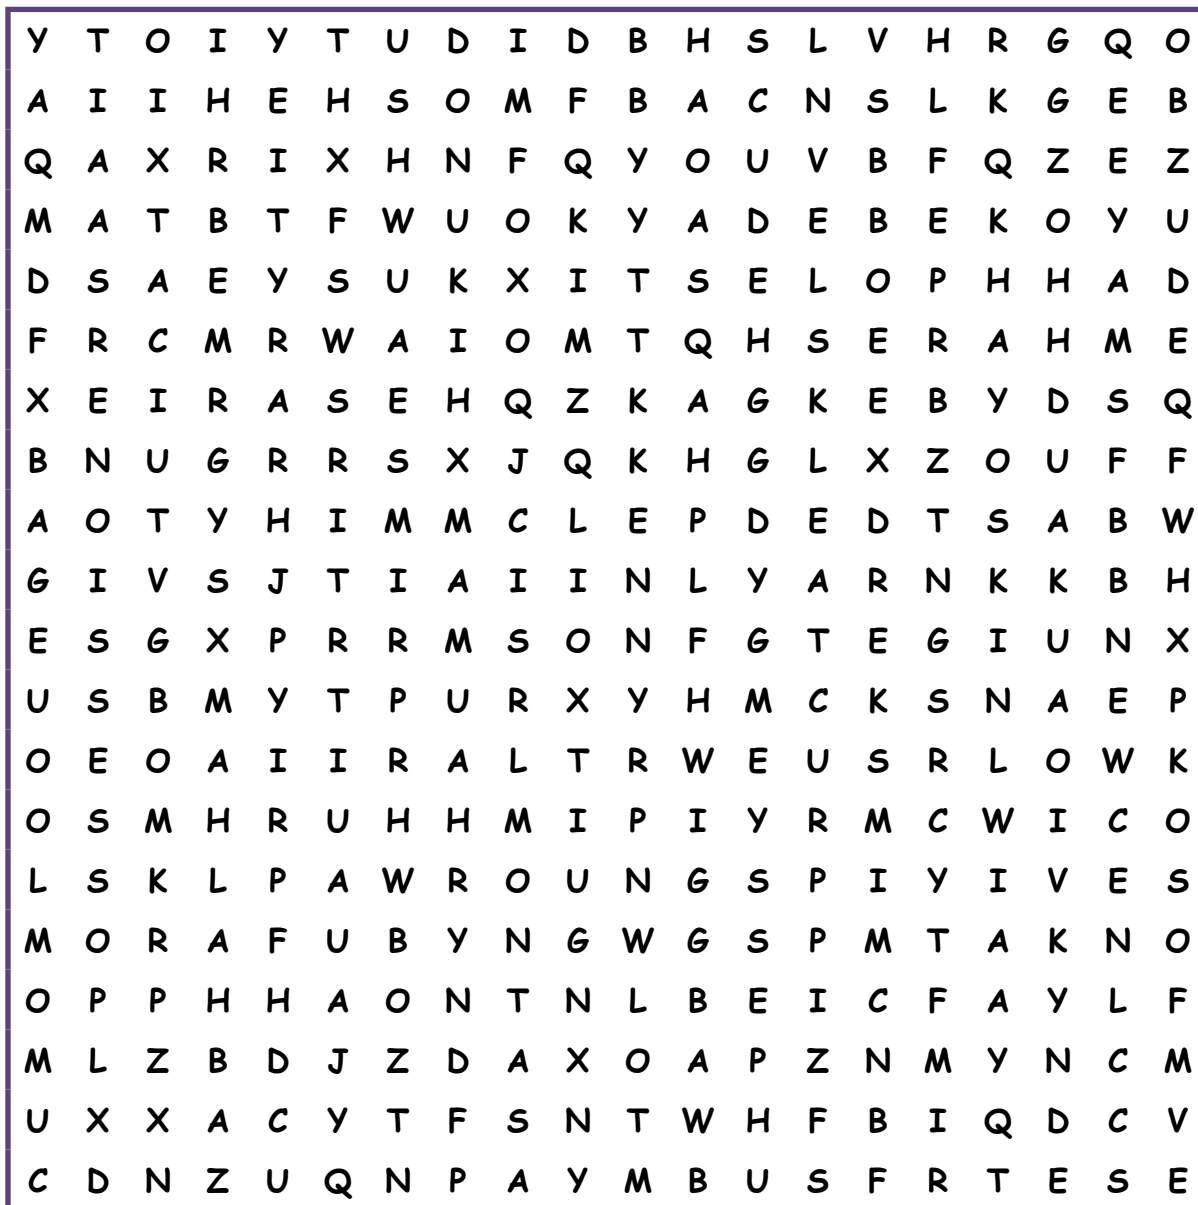 Y T O I Y T U D I D B H S L V H R G Q O
A I I H E H S O M F B A C N S L K G E B
Q A X R I X H N F Q Y O U V B F Q Z E Z
M A T B T F W U O K Y A D E B E K O Y U
D S A E Y S U K X I T S E L O P H H A D
F R C M R W A I O M T Q H S E R A H M E
X E I R A S E H Q Z K A G K E B Y D S Q
B N U G R R S X J Q K H G L X Z O U F F
A O T Y H I M M C L E P D E D T S A B W
G I V S J T I A I I N L Y A R N K K B H
E S G X P R R M S O N F G T E G I U N X
U S B M Y T P U R X Y H M C K S N A E P
O E O A I I R A L T R W E U S R L O W K
O S M H R U H H M I P I Y R M C W I C O
L S K L P A W R O U N G S P I Y I V E S
M O R A F U B Y N G W G S P M T A K N O
O P P H H A O N T N L B E I C F A Y L F
M L Z B D J Z D A X O A P Z N M Y N C M
U X X A C Y T F S N T W H F B I Q D C V
C D N Z U Q N P A Y M B U S F R T E S E